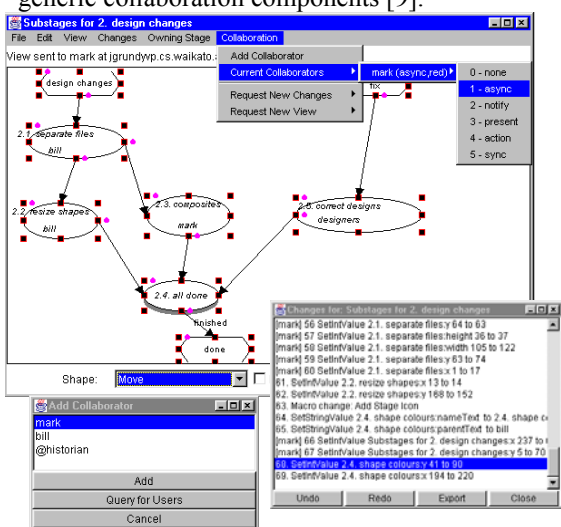 generic collaboration components [9].
Substages for 2. design changes
File Edit View Changes Owning Stage Collaboration
View sent to mark at jgrundyvp.cs.waikato.
Add Collaborator
Current Collaborators
Request New Changes
Request New View
mark (async,red)
0 - none
1 - async
2 - notify
3 - present
4 - action
5 - sync
design changes
fix
2.1. separate files
bill
2.2. resize shapes
bill
2.3. composites
mark
2.5. correct designs
designers
2.4. all done
finished
done
Shape: Move
Add Collaborator
mark
bill
@historian
Add
Query for Users
Cancel
Changes for: Substages for 2. design changes
[mark] 56 SetIntValue 2.1. separate files:y 64 to 63
[mark] 57 SetIntValue 2.1. separate files:height 36 to 37
[mark] 58 SetIntValue 2.1. separate files:width 105 to 122
[mark] 59 SetIntValue 2.1. separate files:y 63 to 74
[mark] 60 SetIntValue 2.1. separate files:x 1 to 17
61. SetIntValue 2.2. resize shapes:x 13 to 14
62. SetIntValue 2.2. resize shapes:y 168 to 152
63. Macro change: Add Stage Icon
64. SetStringValue 2.4. shape colours:nameText to 2.4. shape c
65. SetStringValue 2.4. shape colours:parentText to bill
[mark] 66 SetIntValue Substages for 2. design changes:x 237 to
[mark] 67 SetIntValue Substages for 2. design changes:y 5 to 70
68. SetIntValue 2.4. shape colours:y 41 to 90
69. SetIntValue 2.4. shape colours:x 194 to 220
Undo Redo Export Close